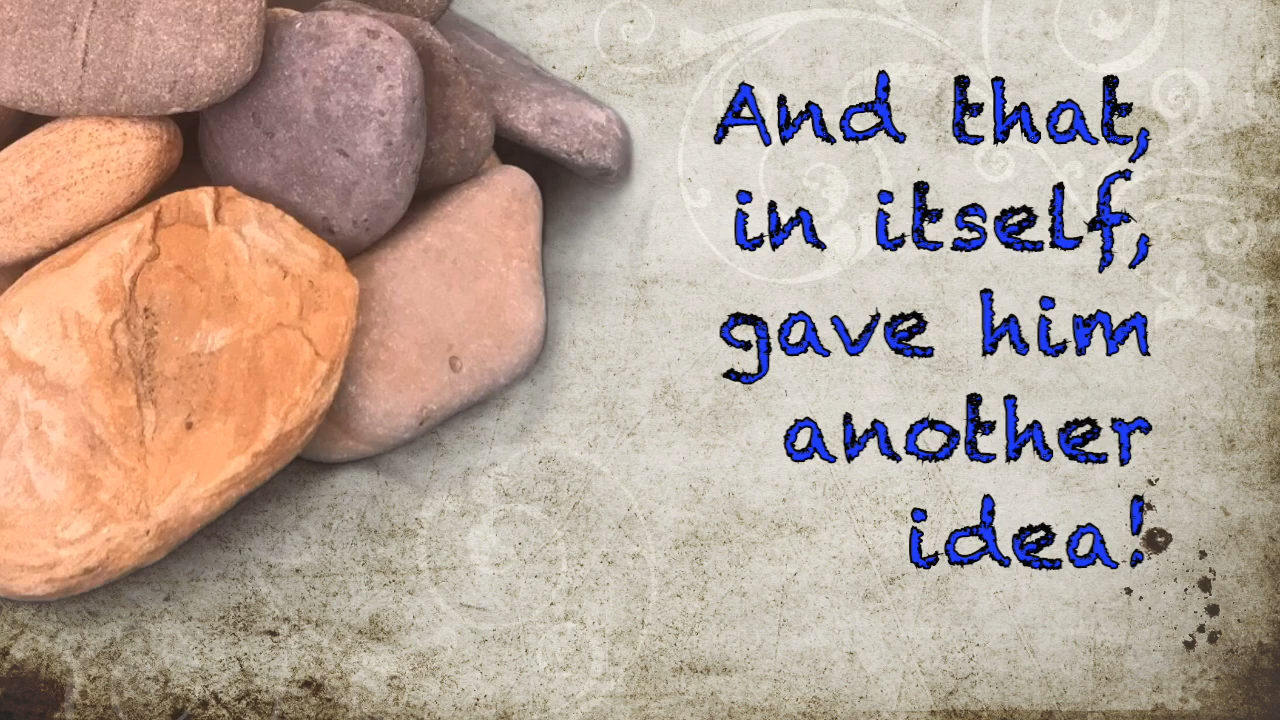 And that,
in itself,
gave him
another
idea!